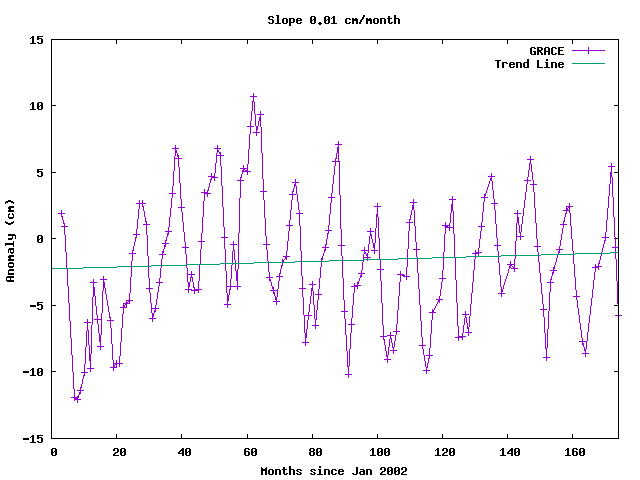 Slope 0.01 cm/month
15
GRACE
Trend Line
10
5
0
-5
-10
-15
Anomaly (cm)
0 20 40 60 80 100 120 140 160
Months since Jan 2002